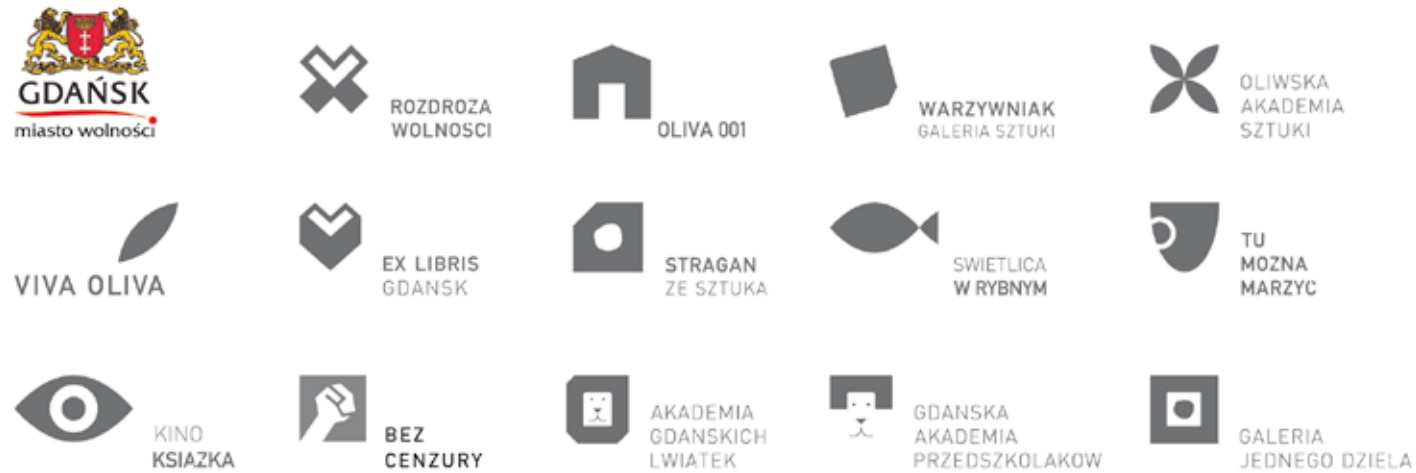 GDAŃSK
miasto wolności
ROZDROZA
WOLNOSCI
OLIVA 001
WARZYWNIAK
GALERIA SZTUKI
OLIWSKA
AKADEMIA
SZTUKI
VIVA OLIVA
EX LIBRIS
GDANSK
STRAGAN
ZE SZTUKA
SWIETLICA
W RYBNYM
TU
MOZNA
MARZYC
KINO
KSIAZKA
BEZ
CENZURY
AKADEMIA
GDANSKICH
LWIATEK
GDANSKA
AKADEMIA
PRZEDSZKOLAKOW
GALERIA
JEDNEGO DZIELA